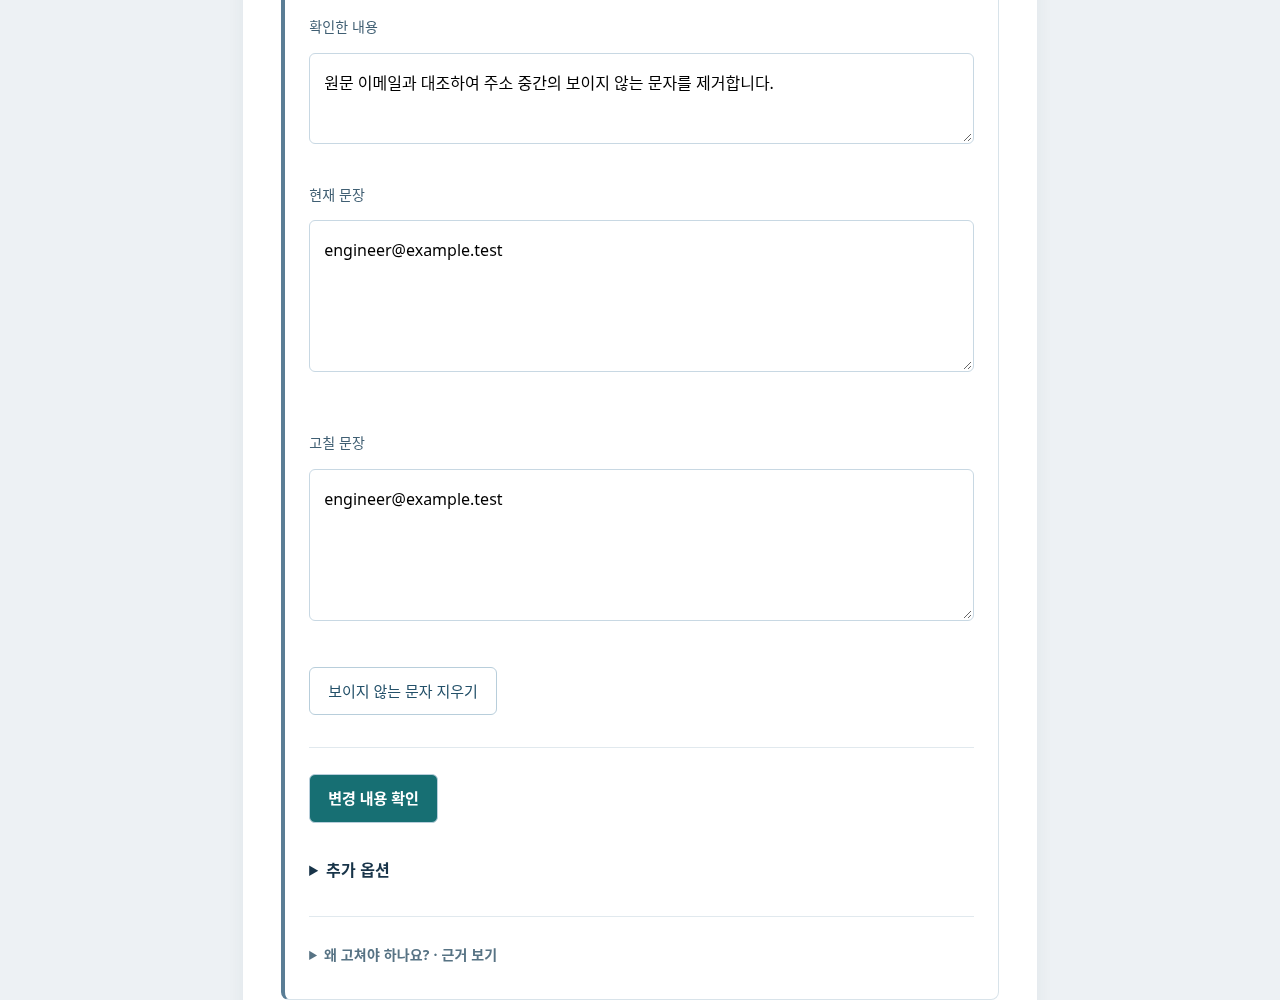 확인한 내용
원문 이메일과 대조하여 주소 중간의 보이지 않는 문자를 제거합니다.
현재 문장
engineer@example.test
고칠 문장
engineer@example.test
보이지 않는 문자 지우기
변경 내용 확인
▶ 추가 옵션
▶ 왜 고쳐야 하나요? · 근거 보기